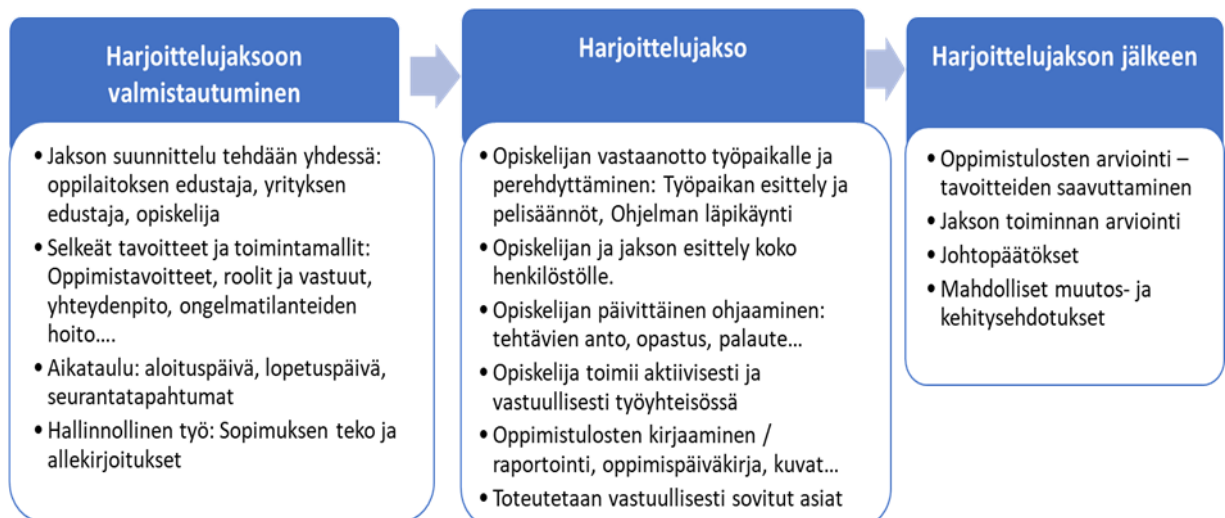 Harjoittelujaksoon
valmistautuminen
• Jakson suunnittelu tehdään yhdessä:
oppilaitoksen edustaja, yrityksen
edustaja, opiskelija
• Selkeät tavoitteet ja toimintamallit:
Oppimistavoitteet, roolit ja vastuut,
yhteydenpito, ongelmatilanteiden
hoito....
• Aikataulu: aloituspäivä, lopetuspäivä,
seurantatapahtumat
• Hallinnollinen työ: Sopimuksen teko ja
allekirjoitukset
Harjoittelujakso
• Opiskelijan vastaanotto työpaikalle ja
perehdyttäminen: Työpaikan esittely ja
pelisäännöt, Ohjelman läpikäynti
• Opiskelijan ja jakson esittely koko
henkilöstölle.
• Opiskelijan päivittäinen ohjaaminen:
tehtävien anto, opastus, palaute...
• Opiskelija toimii aktiivisesti ja
vastuullisesti työyhteisössä
• Oppimistulosten kirjaaminen /
raportointi, oppimispäiväkirja, kuvat...
• Toteutetaan vastuullisesti sovitut asiat
Harjoittelujakson jälkeen
• Oppimistulosten arviointi –
tavoitteiden saavuttaminen
• Jakson toiminnan arviointi
• Johtopäätökset
• Mahdolliset muutos- ja
kehitysehdotukset